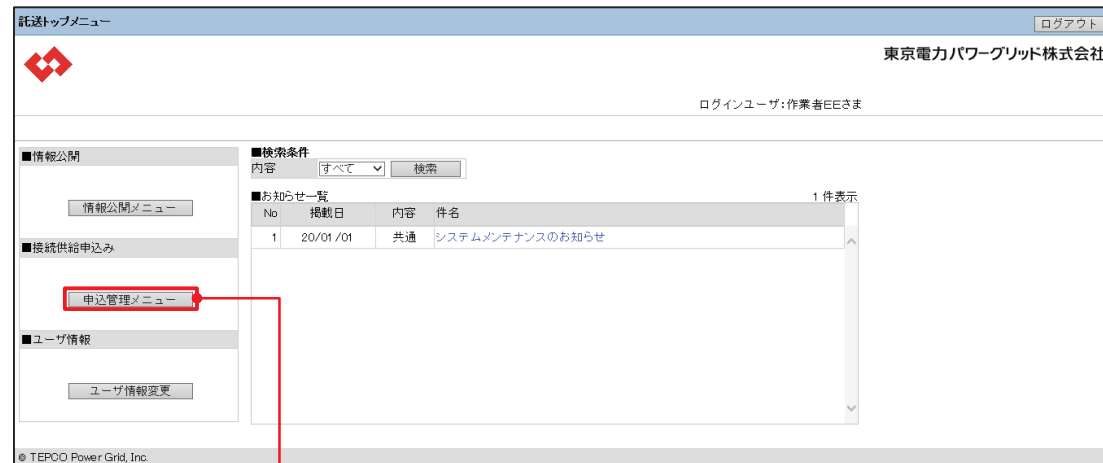 託送トップメニュー ログアウト
東京電力パワーグリッド株式会社
ログインユーザ:作業者EEさま
■情報公開
情報公開メニュー
■接続供給申込み
申込管理メニュー
■ユーザ情報
ユーザ情報変更
■検索条件
内容 すべて 検索
■お知らせ一覧 1 件表示
No 掲載日 内容 件名
1 20/01/01 共通 システムメンテナンスのお知らせ
© TEPCO Power Grid, Inc.